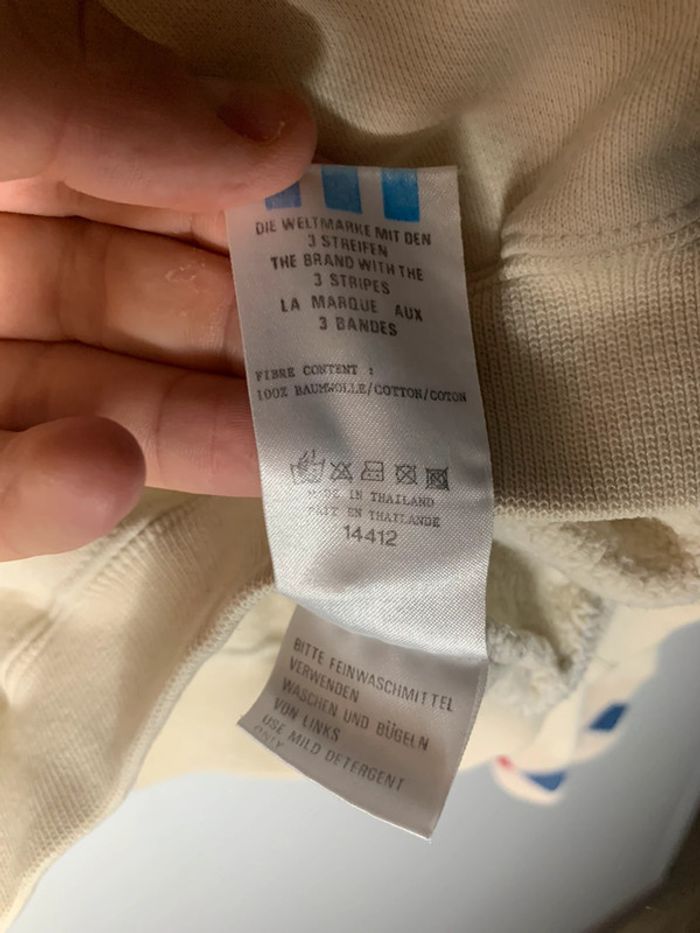 DIE WELTMARKE MIT DEN
3 STREIFEN
THE BRAND WITH THE
3 STRIPES
LA MARQUE AUX
3 BANDES
FIBRE CONTENT :
100% BAUMWOLLE/COTTON/COTON
MADE IN THAILAND
FAIT EN THAILANDE
14412
BITTE FEINWASCHMITTEL
VERWENDEN
WASCHEN UND BÜGELN
VON LINKS
USE MILD DETERGENT
ONLY